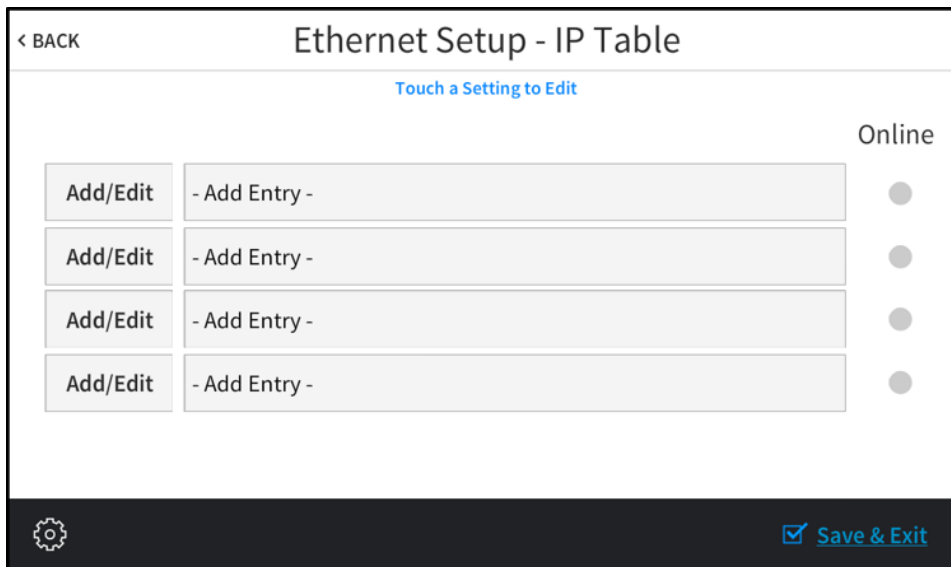 < BACK
Ethernet Setup - IP Table
Touch a Setting to Edit
Online
Add/Edit - Add Entry -
Add/Edit - Add Entry -
Add/Edit - Add Entry -
Add/Edit - Add Entry -
Save & Exit